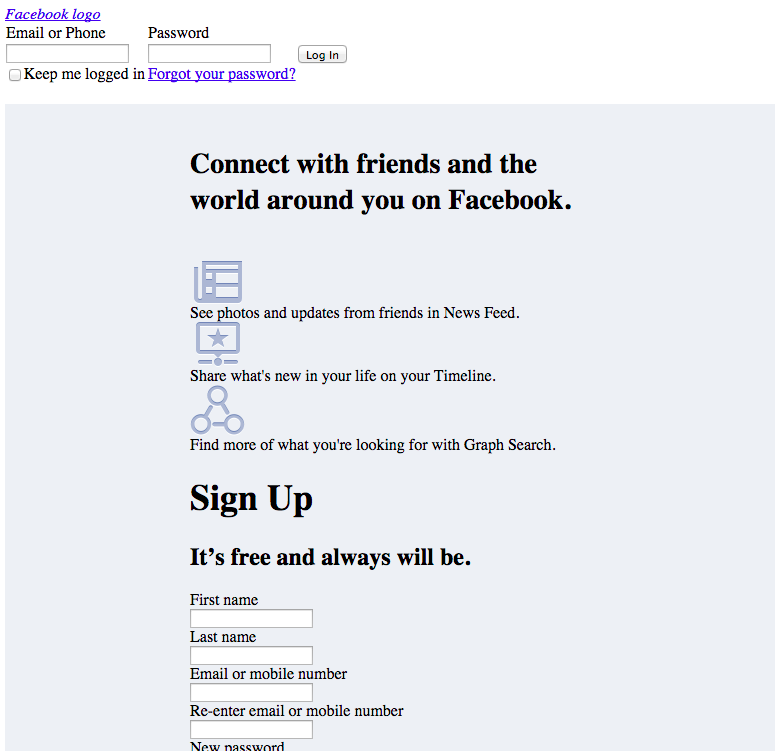 Facebook logo
Email or Phone Password
Log In
Keep me logged in Forgot your password?
Connect with friends and the
world around you on Facebook.
See photos and updates from friends in News Feed.
Share what's new in your life on your Timeline.
Find more of what you're looking for with Graph Search.
Sign Up
It’s free and always will be.
First name
Last name
Email or mobile number
Re-enter email or mobile number
New password